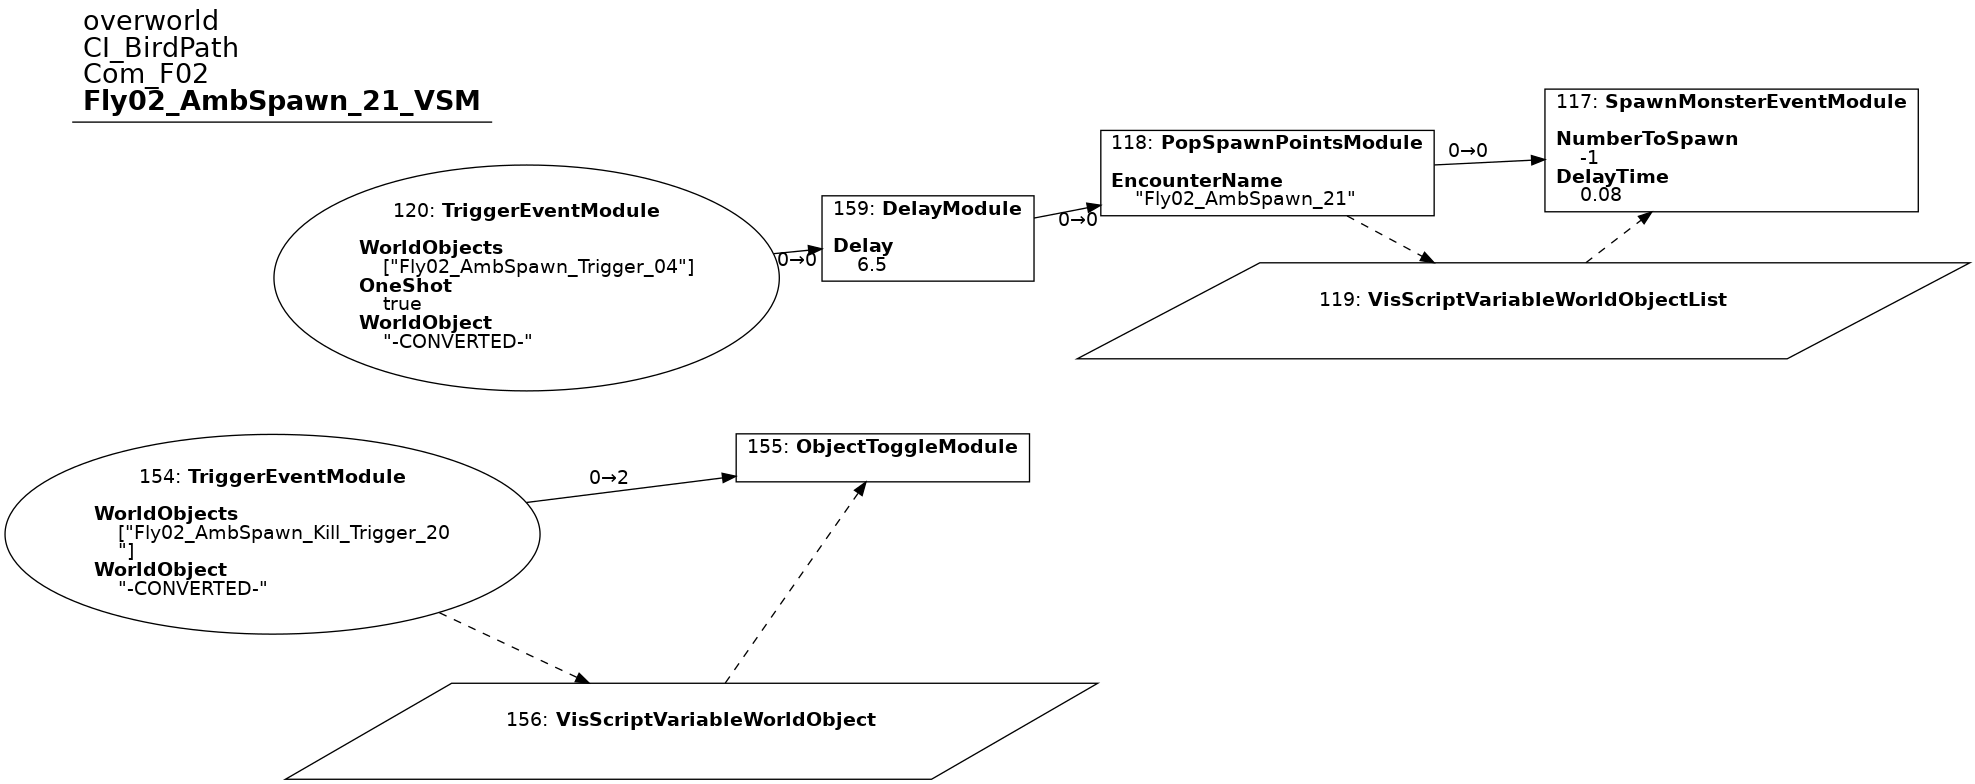 overworld
CI_BirdPath
Com_F02
Fly02_AmbSpawn_21_VSM
120: TriggerEventModule
WorldObjects
["Fly02_AmbSpawn_Trigger_04"]
OneShot
true
WorldObject
"-CONVERTED-"
0→0
159: DelayModule
Delay
6.5
0→0
118: PopSpawnPointsModule
EncounterName
"Fly02_AmbSpawn_21"
0→0
117: SpawnMonsterEventModule
NumberToSpawn
-1
DelayTime
0.08
119: VisScriptVariableWorldObjectList
154: TriggerEventModule
WorldObjects
["Fly02_AmbSpawn_Kill_Trigger_20
"]
WorldObject
"-CONVERTED-"
0→2
155: ObjectToggleModule
156: VisScriptVariableWorldObject